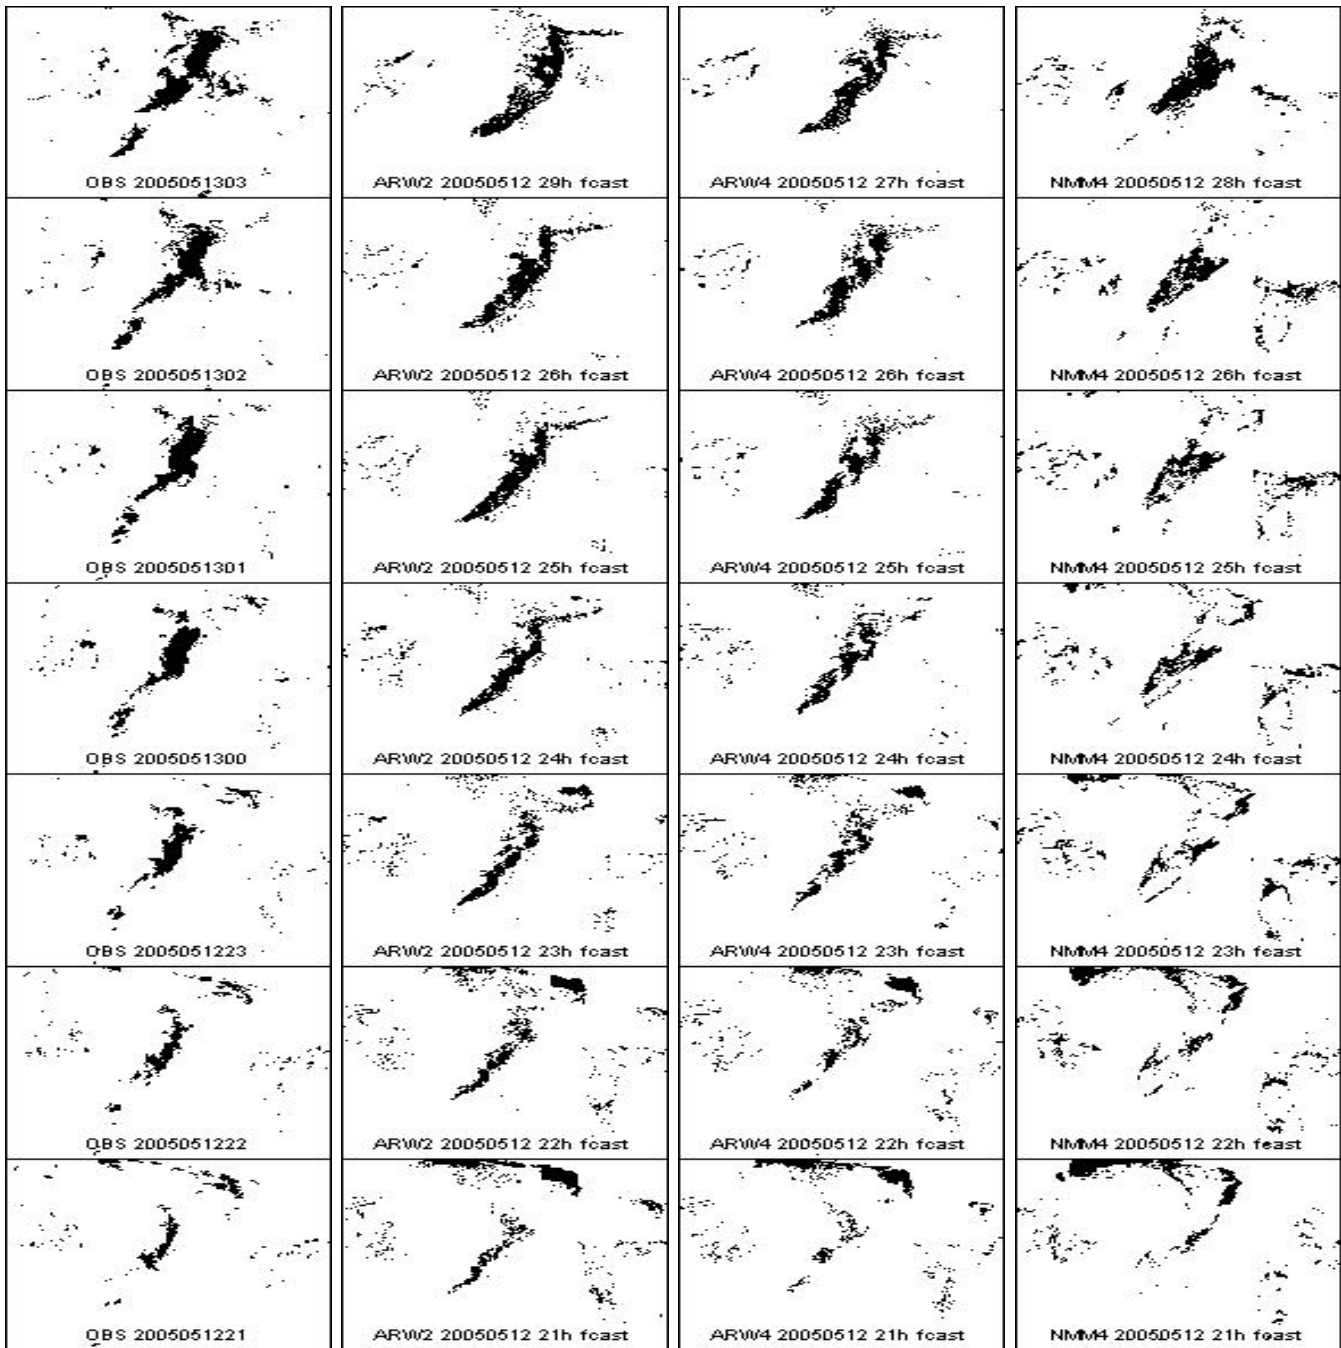 OBS 2005051303
ARW2 20050512 29h fcast
ARW4 20050512 27h fcast
NMM4 20050512 28h fcast
OBS 2005051302
ARW2 20050512 26h fcast
ARW4 20050512 26h fcast
NMM4 20050512 26h fcast
OBS 2005051301
ARW2 20050512 25h fcast
ARW4 20050512 25h fcast
NMM4 20050512 25h fcast
OBS 2005051300
ARW2 20050512 24h fcast
ARW4 20050512 24h fcast
NMM4 20050512 24h fcast
OBS 2005051223
ARW2 20050512 23h fcast
ARW4 20050512 23h fcast
NMM4 20050512 23h fcast
OBS 2005051222
ARW2 20050512 22h fcast
ARW4 20050512 22h fcast
NMM4 20050512 22h fcast
OBS 2005051221
ARW2 20050512 21h fcast
ARW4 20050512 21h fcast
NMM4 20050512 21h fcast